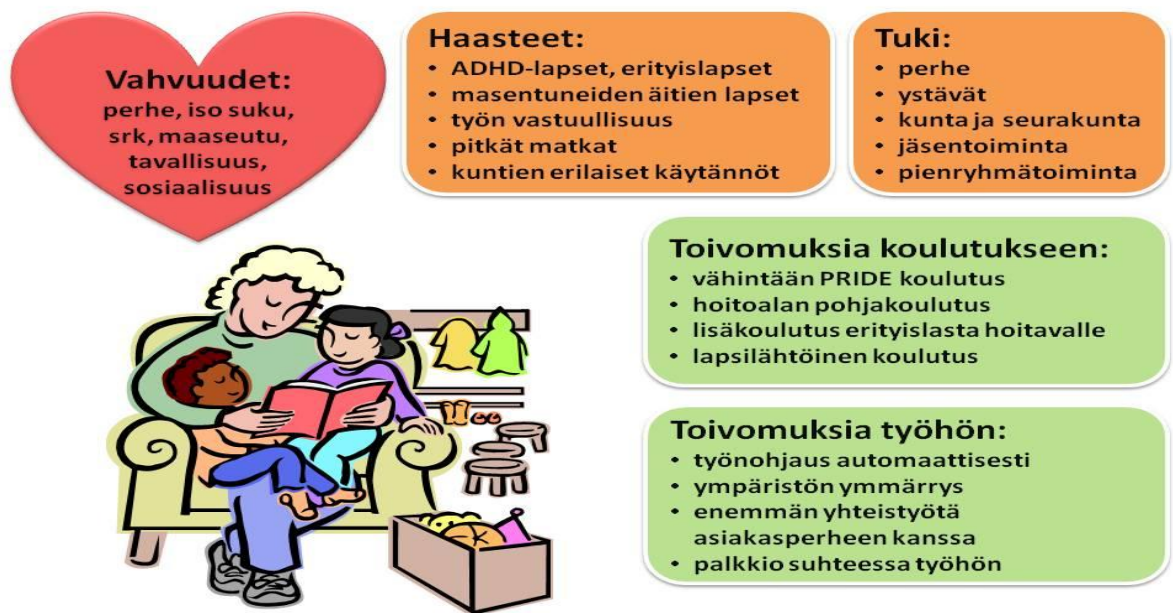 Vahvuudet:
perhe, iso suku,
srk, maaseutu,
tavallisuus,
sosiaalisuus
Haasteet:
• ADHD-lapset, erityislapset
• masentuneiden äitien lapset
• työn vastuullisuus
• pitkät matkat
• kuntien erilaiset käytännöt
Tuki:
• perhe
• ystävät
• kunta ja seurakunta
• jäsentoiminta
• pienryhmätoiminta
Toivomuksia koulutukseen:
• vähintään PRIDE koulutus
• hoitoalan pohjakoulutus
• lisäkoulutus erityislasta hoitavalle
• lapsilähtöinen koulutus
Toivomuksia työhön:
• työnohjaus automaattisesti
• ympäristön ymmärrys
• enemmän yhteistyötä
asiakasperheen kanssa
• palkkio suhteessa työhön